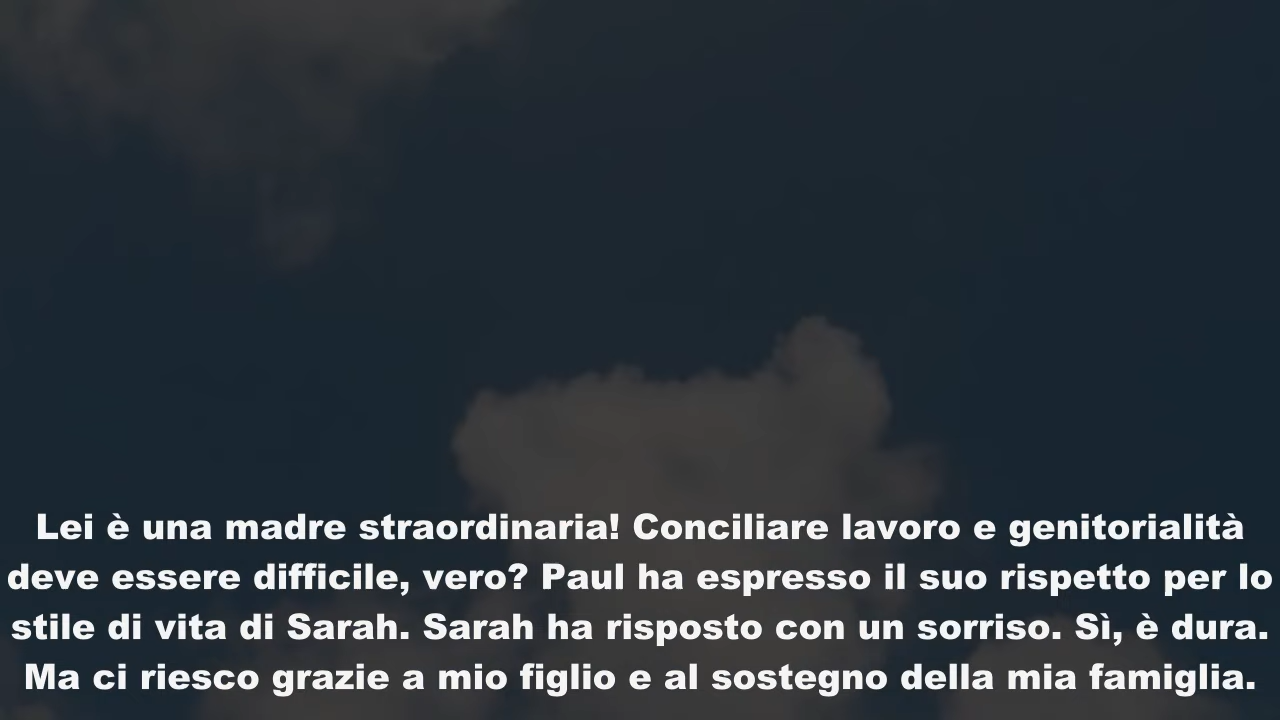 Lei è una madre straordinaria! Conciliare lavoro e genitorialità
deve essere difficile, vero? Paul ha espresso il suo rispetto per lo
stile di vita di Sarah. Sarah ha risposto con un sorriso. Sì, è dura.
Ma ci riesco grazie a mio figlio e al sostegno della mia famiglia.